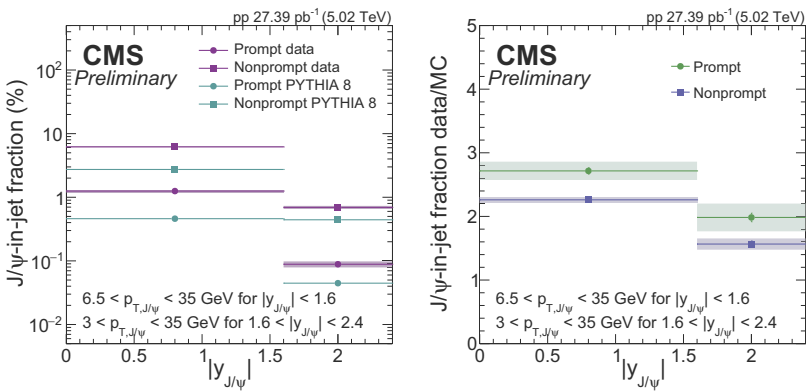 pp 27.39 pb⁻¹ (5.02 TeV)
CMS
Preliminary
Prompt data
Nonprompt data
Prompt PYTHIA 8
Nonprompt PYTHIA 8
J/ψ-in-jet fraction (%)
10²
10
1
10⁻¹
10⁻²
6.5 < p_T,J/ψ < 35 GeV for |y_J/ψ| < 1.6
3 < p_T,J/ψ < 35 GeV for 1.6 < |y_J/ψ| < 2.4
0 0.5 1 1.5 2
|y_J/ψ|
pp 27.39 pb⁻¹ (5.02 TeV)
CMS
Preliminary
Prompt
Nonprompt
J/ψ-in-jet fraction data/MC
5
4
3
2
1
0
6.5 < p_T,J/ψ < 35 GeV for |y_J/ψ| < 1.6
3 < p_T,J/ψ < 35 GeV for 1.6 < |y_J/ψ| < 2.4
0 0.5 1 1.5 2
|y_J/ψ|